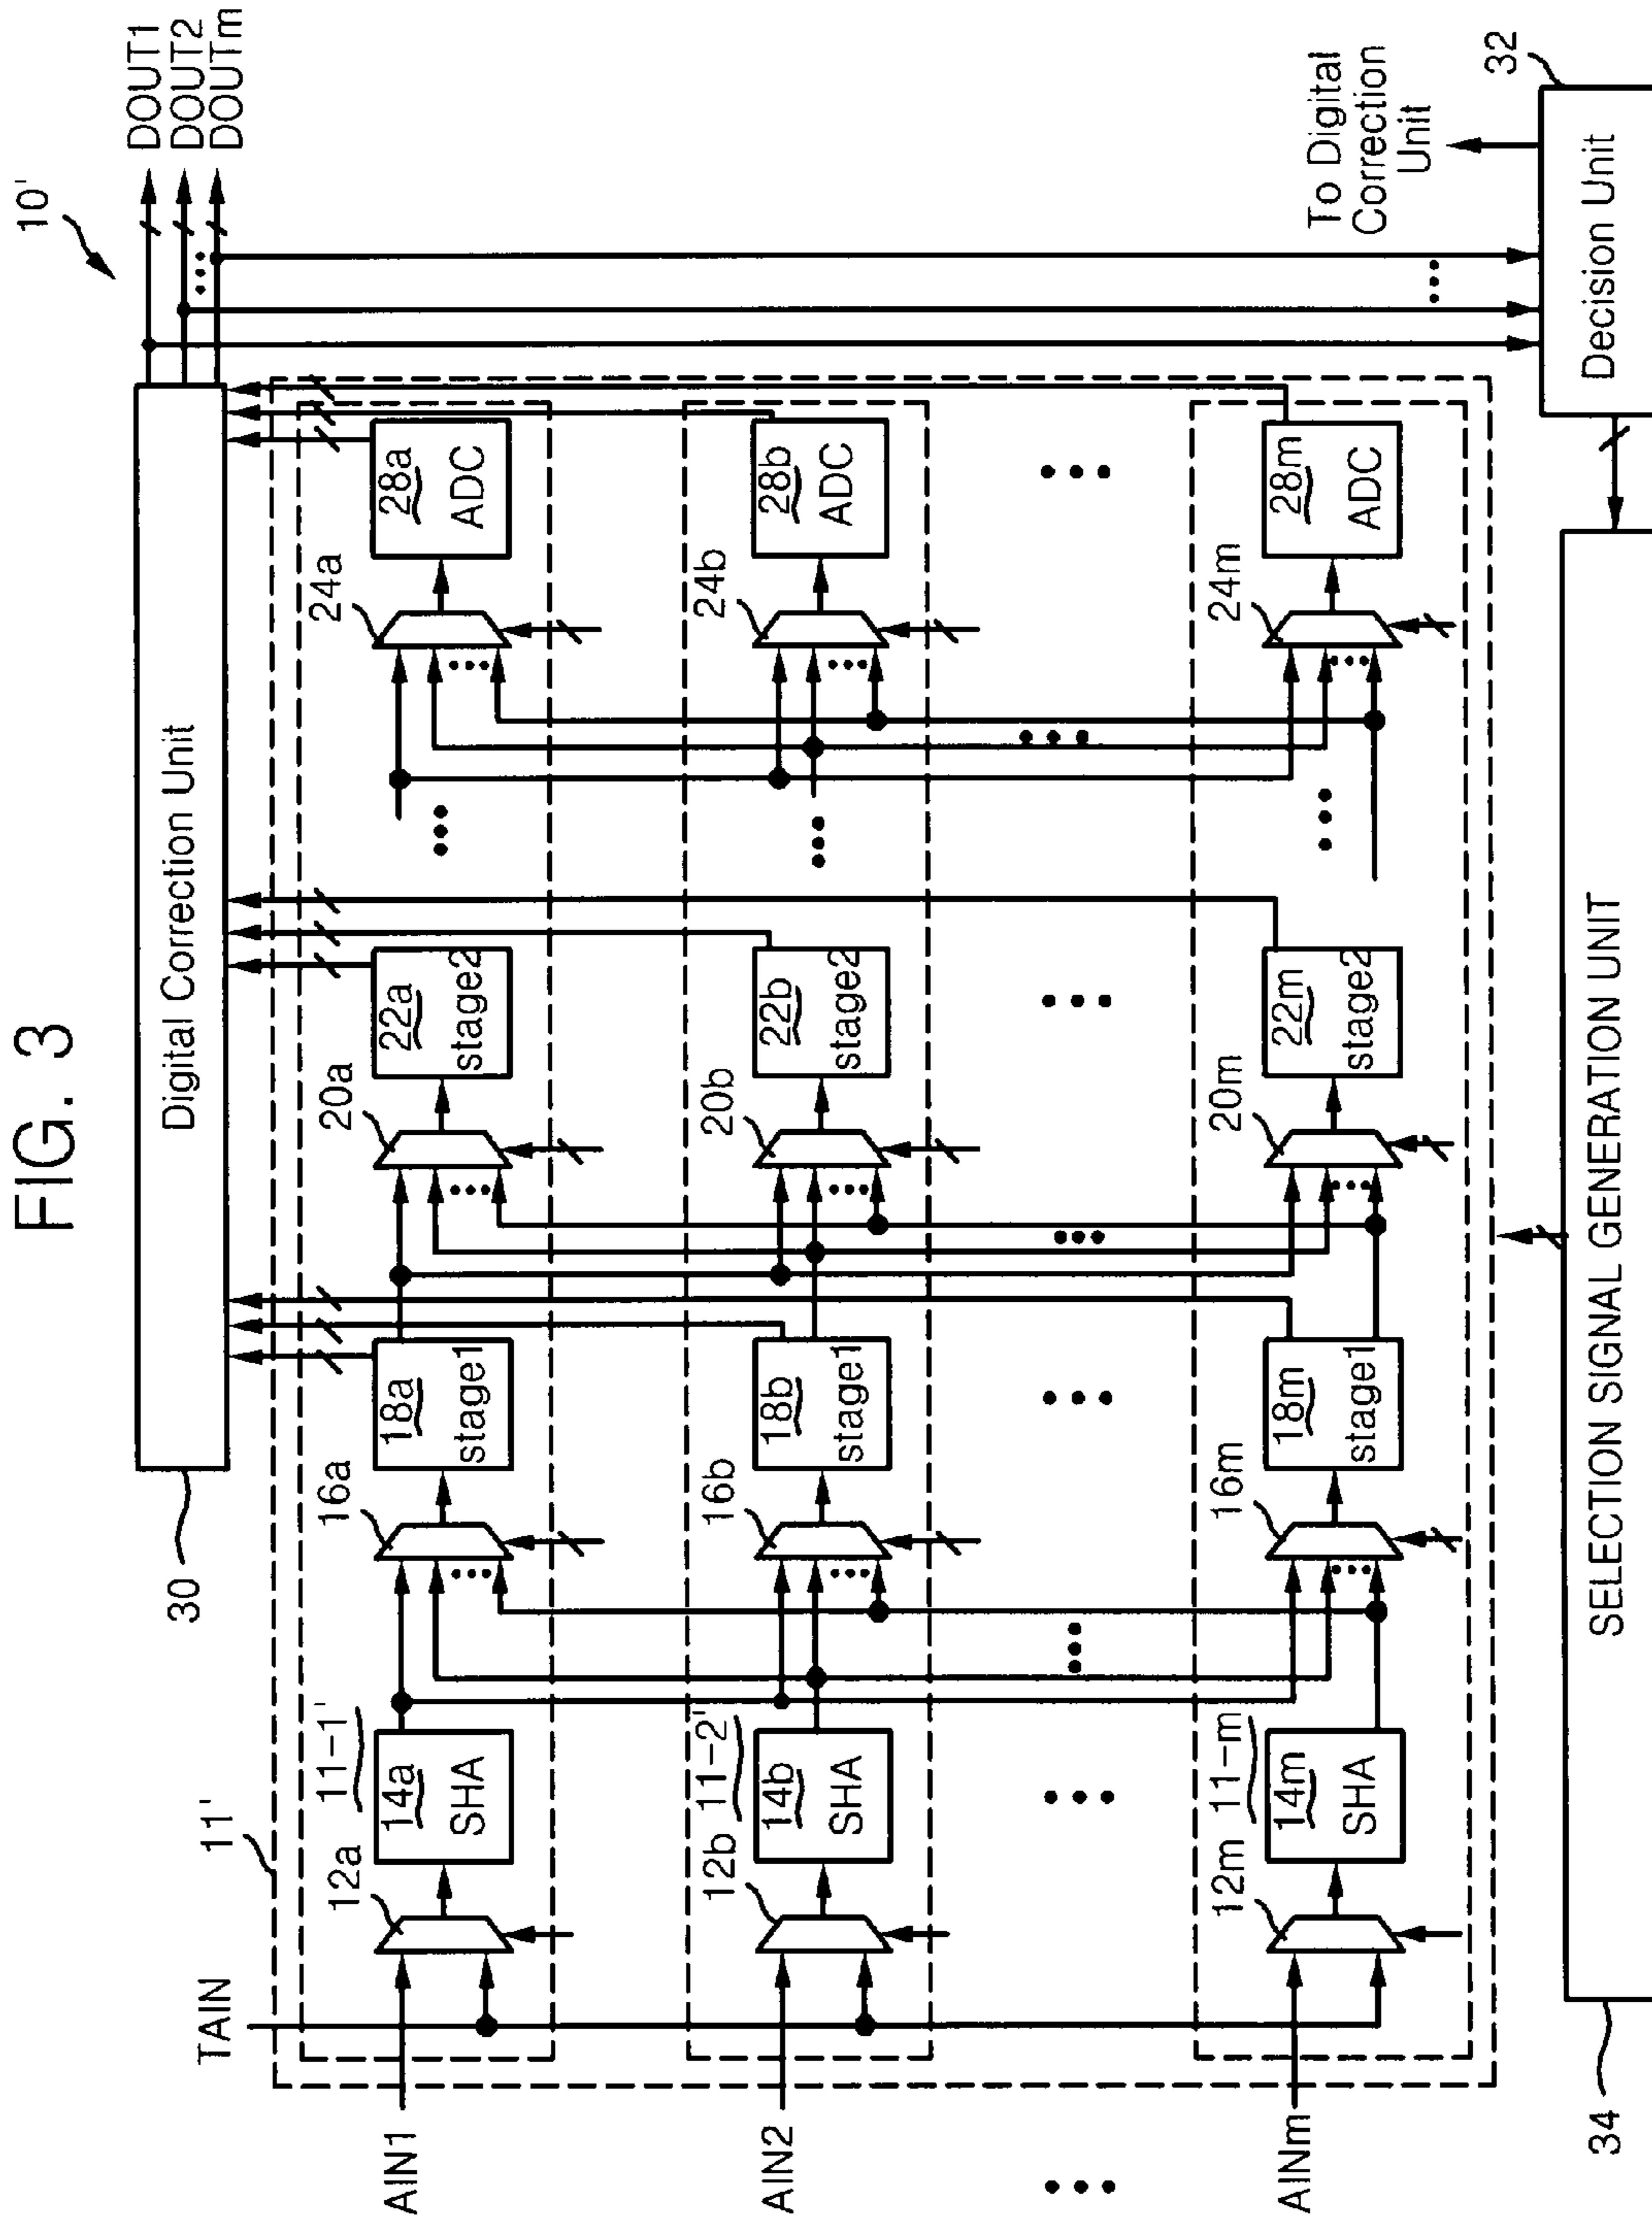 FIG. 3
10'
DOUT1
DOUT2
DOUTm
30
Digital Correction Unit
11'
TAIN
AIN1
12a
11-1'
14a
SHA
16a
18a
stage1
20a
22a
stage2
24a
28a
ADC
AIN2
12b
11-2'
14b
SHA
16b
18b
stage1
20b
22b
stage2
24b
28b
ADC
AINm
12m
11-m'
14m
SHA
16m
18m
stage1
20m
22m
stage2
24m
28m
ADC
To Digital
Correction
Unit
32
Decision Unit
34
SELECTION SIGNAL GENERATION UNIT